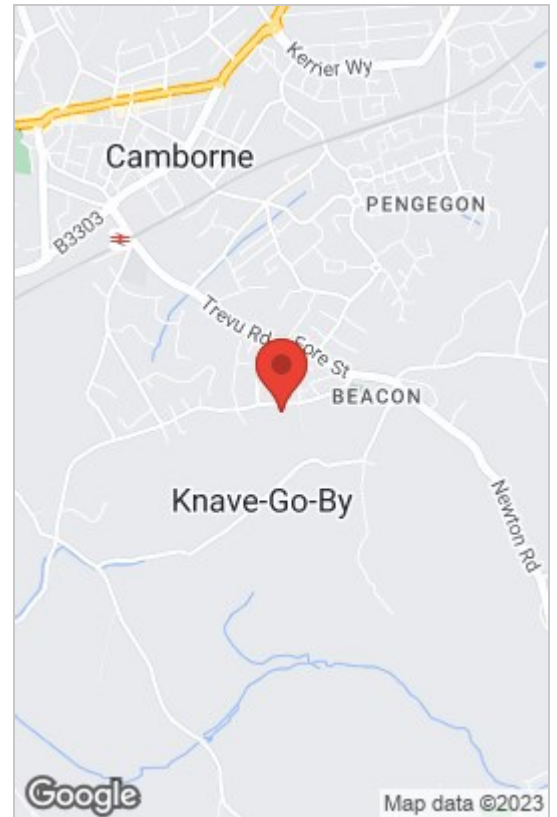 Kerrier Wy
Camborne
PENGEGON
B3303
Trevu Rd
Fore St
BEACON
Knave-Go-By
Newton Rd
Google
Map data ©2023